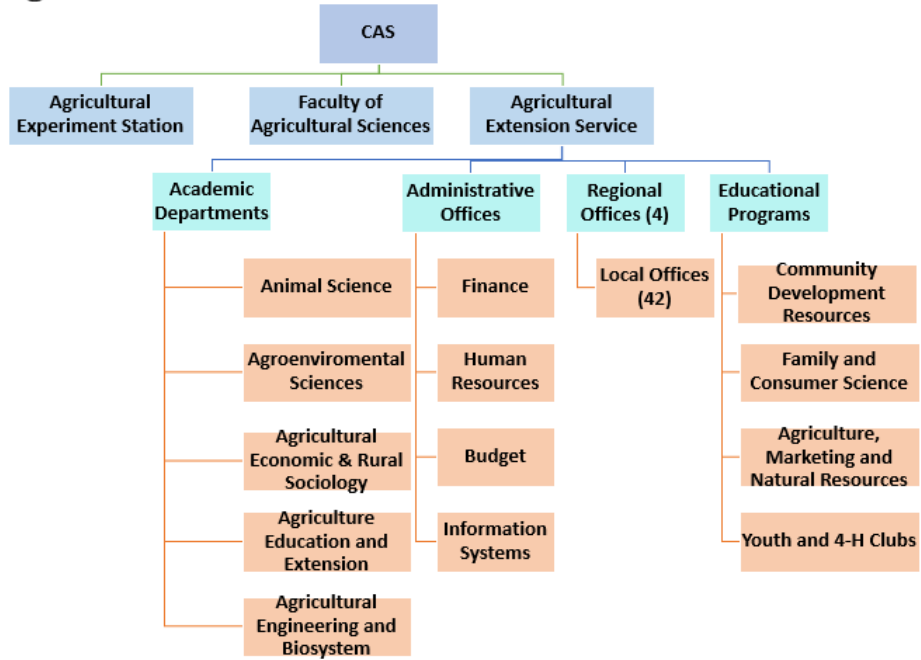 CAS
Agricultural
Experiment Station
Faculty of
Agricultural Sciences
Agricultural
Extension Service
Academic
Departments
Administrative
Offices
Regional
Offices (4)
Educational
Programs
Animal Science
Agroenviromental
Sciences
Agricultural
Economic & Rural
Sociology
Agriculture
Education and
Extension
Agricultural
Engineering and
Biosystem
Finance
Human
Resources
Budget
Information
Systems
Local Offices
(42)
Community
Development
Resources
Family and
Consumer Science
Agriculture,
Marketing and
Natural Resources
Youth and 4-H Clubs